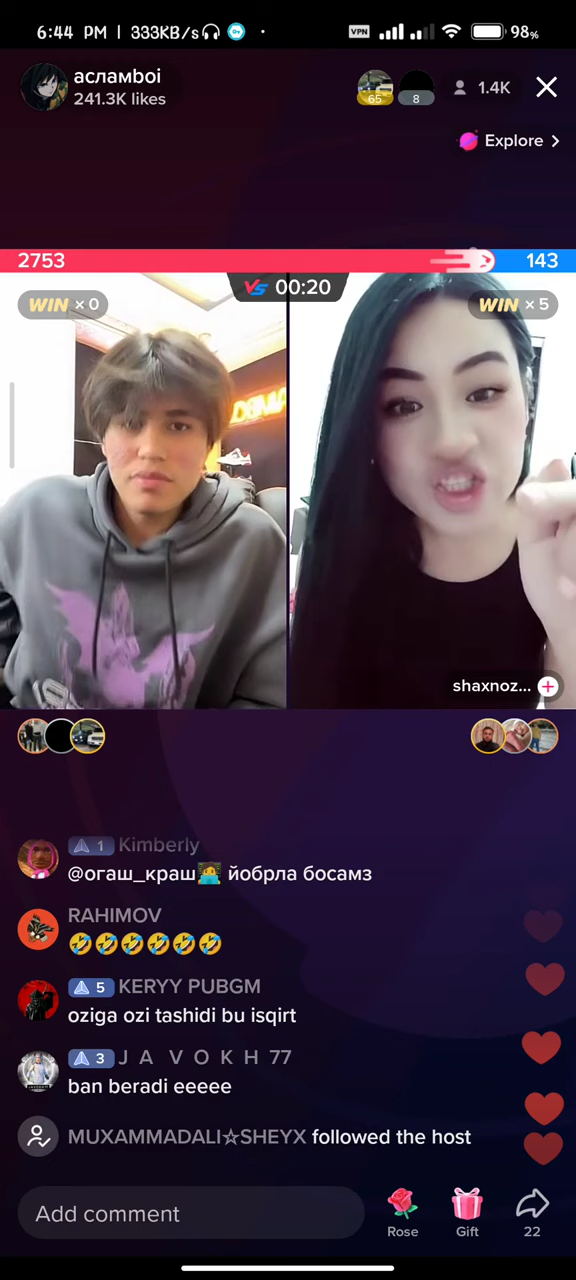 6:44 PM | 333KB/s
VPN
98%
асламboi
241.3K likes
65
8
1.4K
Explore
2753
143
WIN × 0
VS 00:20
WIN × 5
shaxnoz...
1 Kimberly
@огаш_краш🙍‍💻 йобрла босамз
RAHIMOV
🤣🤣🤣🤣🤣🤣
5 KERYY PUBGM
oziga ozi tashidi bu isqirt
3 J A V O K H 77
ban beradi eeeee
MUXAMMADALI☆SHEYX followed the host
Add comment
Rose
Gift
22